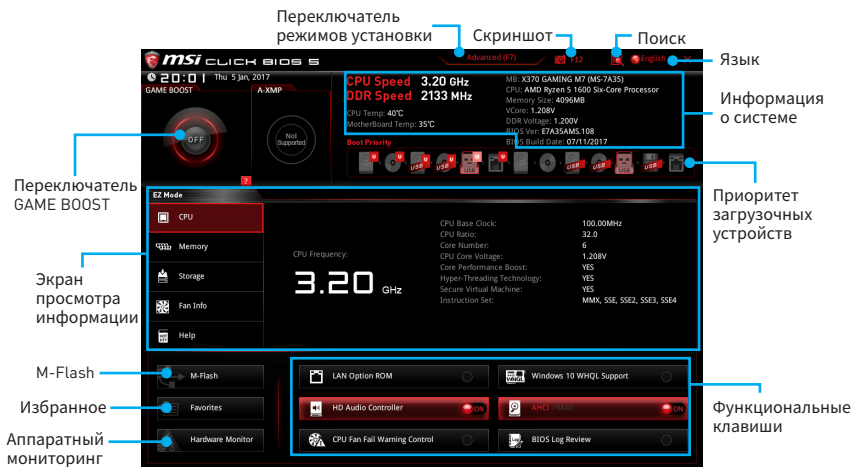 Переключатель
режимов установки
Скриншот
Поиск
Язык
msi CLICK BIOS 5
Advanced (F7)
F12
English
X
20:01 Thu 5 Jan, 2017
GAME BOOST
A-XMP
OFF
Not
Supported
?
CPU Speed 3.20 GHz
DDR Speed 2133 MHz
CPU Temp: 40°C
MotherBoard Temp: 35°C
MB: X370 GAMING M7 (MS-7A35)
CPU: AMD Ryzen 5 1600 Six-Core Processor
Memory Size: 4096MB
VCore: 1.208V
DDR Voltage: 1.200V
BIOS Ver: E7A35AMS.108
BIOS Build Date: 07/11/2017
Boot Priority
U U USB U USB U USB U U USB USB USB USB
Информация
о системе
Переключатель
GAME BOOST
Приоритет
загрузочных
устройств
EZ Mode
CPU
Memory
Storage
Fan Info
Help
CPU Frequency:
3.20 GHz
CPU Base Clock: 100.00MHz
CPU Ratio: 32.0
Core Number: 6
CPU Core Voltage: 1.208V
Core Performance Boost: YES
Hyper-Threading Technology: YES
Secure Virtual Machine: YES
Instruction Set: MMX, SSE, SSE2, SSE3, SSE4
Экран
просмотра
информации
M-Flash
Избранное
Аппаратный
мониторинг
M-Flash
Favorites
Hardware Monitor
LAN Option ROM
Windows 10 WHQL Support
HD Audio Controller ON
AHCI /RAID ON
CPU Fan Fail Warning Control
BIOS Log Review
Функциональные
клавиши